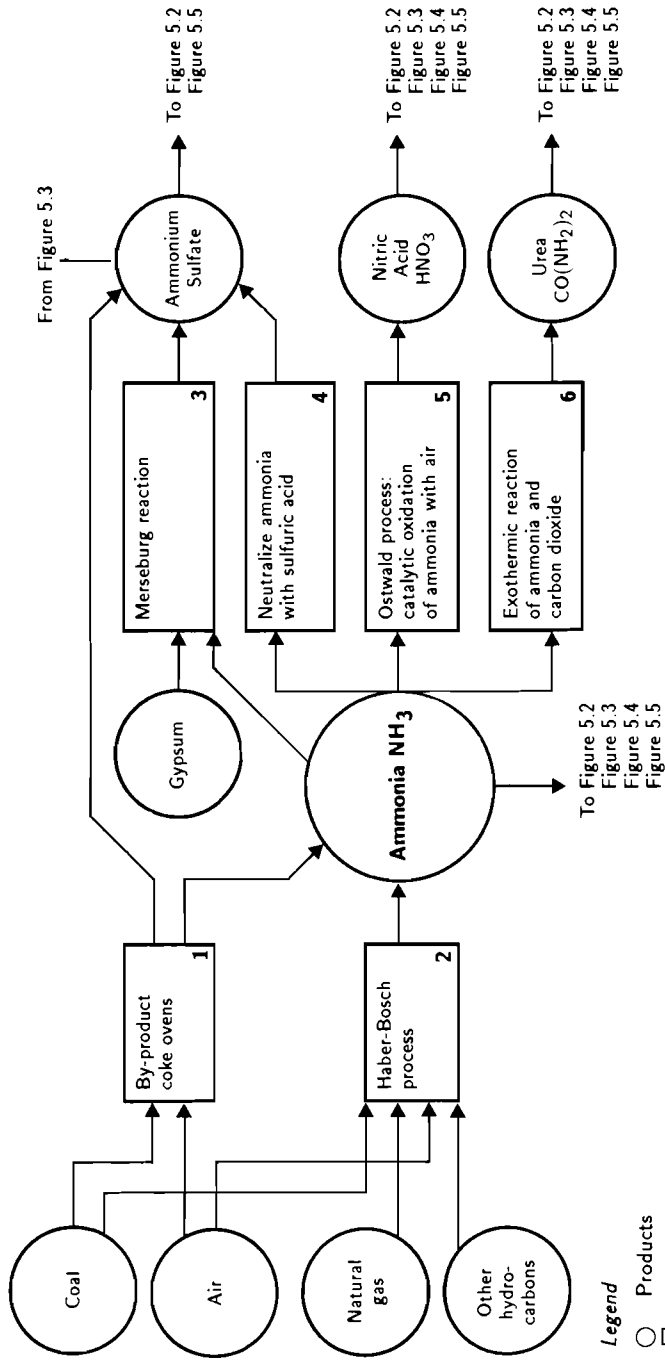 Coal
Air
Natural
gas
Other
hydro-
carbons
By-product
coke ovens
1
Haber-Bosch
process
2
Gypsum
Ammonia NH3
To Figure 5.2
Figure 5.3
Figure 5.4
Figure 5.5
Merseburg reaction
3
Neutralize ammonia
with sulfuric acid
4
Ostwald process:
catalytic oxidation
of ammonia with air
5
Exothermic reaction
of ammonia and
carbon dioxide
6
From Figure 5.3
Ammonium
Sulfate
To Figure 5.2
Figure 5.5
Nitric
Acid
HNO3
To Figure 5.2
Figure 5.3
Figure 5.4
Figure 5.5
Urea
CO(NH2)2
To Figure 5.2
Figure 5.3
Figure 5.4
Figure 5.5
Legend
Products